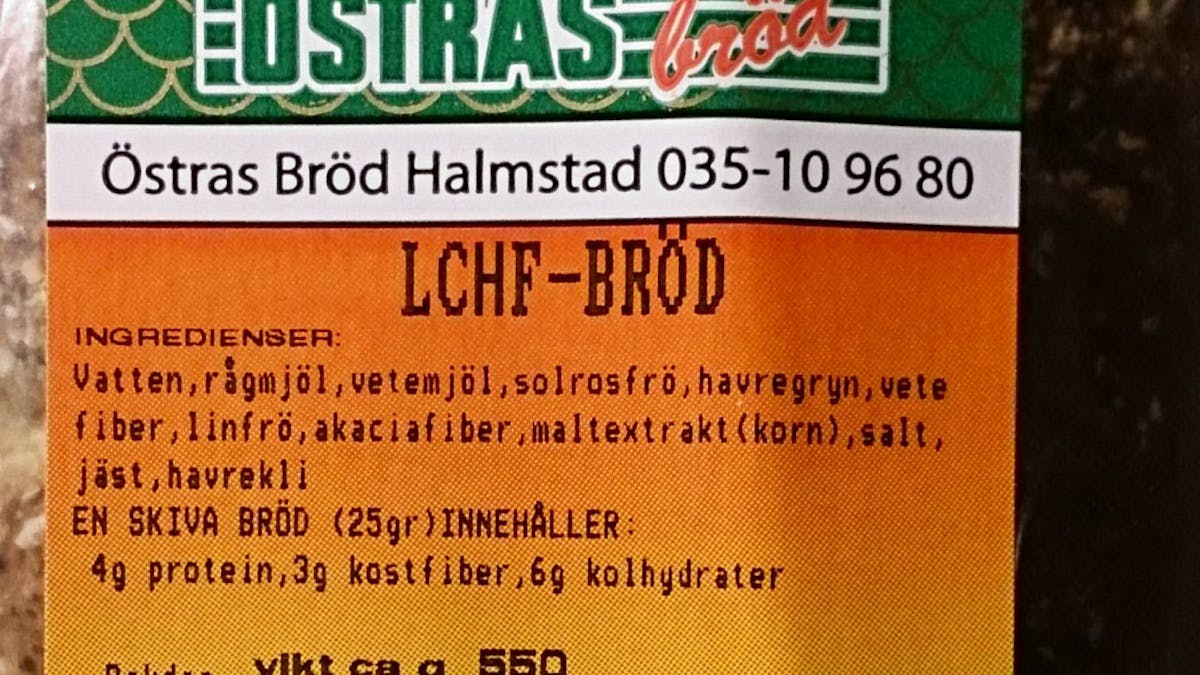 ÖSTRAS bröd
Östras Bröd Halmstad 035-10 96 80
LCHF-BRÖD
INGREDIENSER:
Vatten,rågmjöl,vetemjöl,solrosfrö,havregryn,vete
fiber,linfrö,akaciafiber,maltextrakt(korn),salt,
jäst,havrekli
EN SKIVA BRÖD (25gr)INNEHÅLLER:
4g protein,3g kostfiber,6g kolhydrater
vikt ca g 550